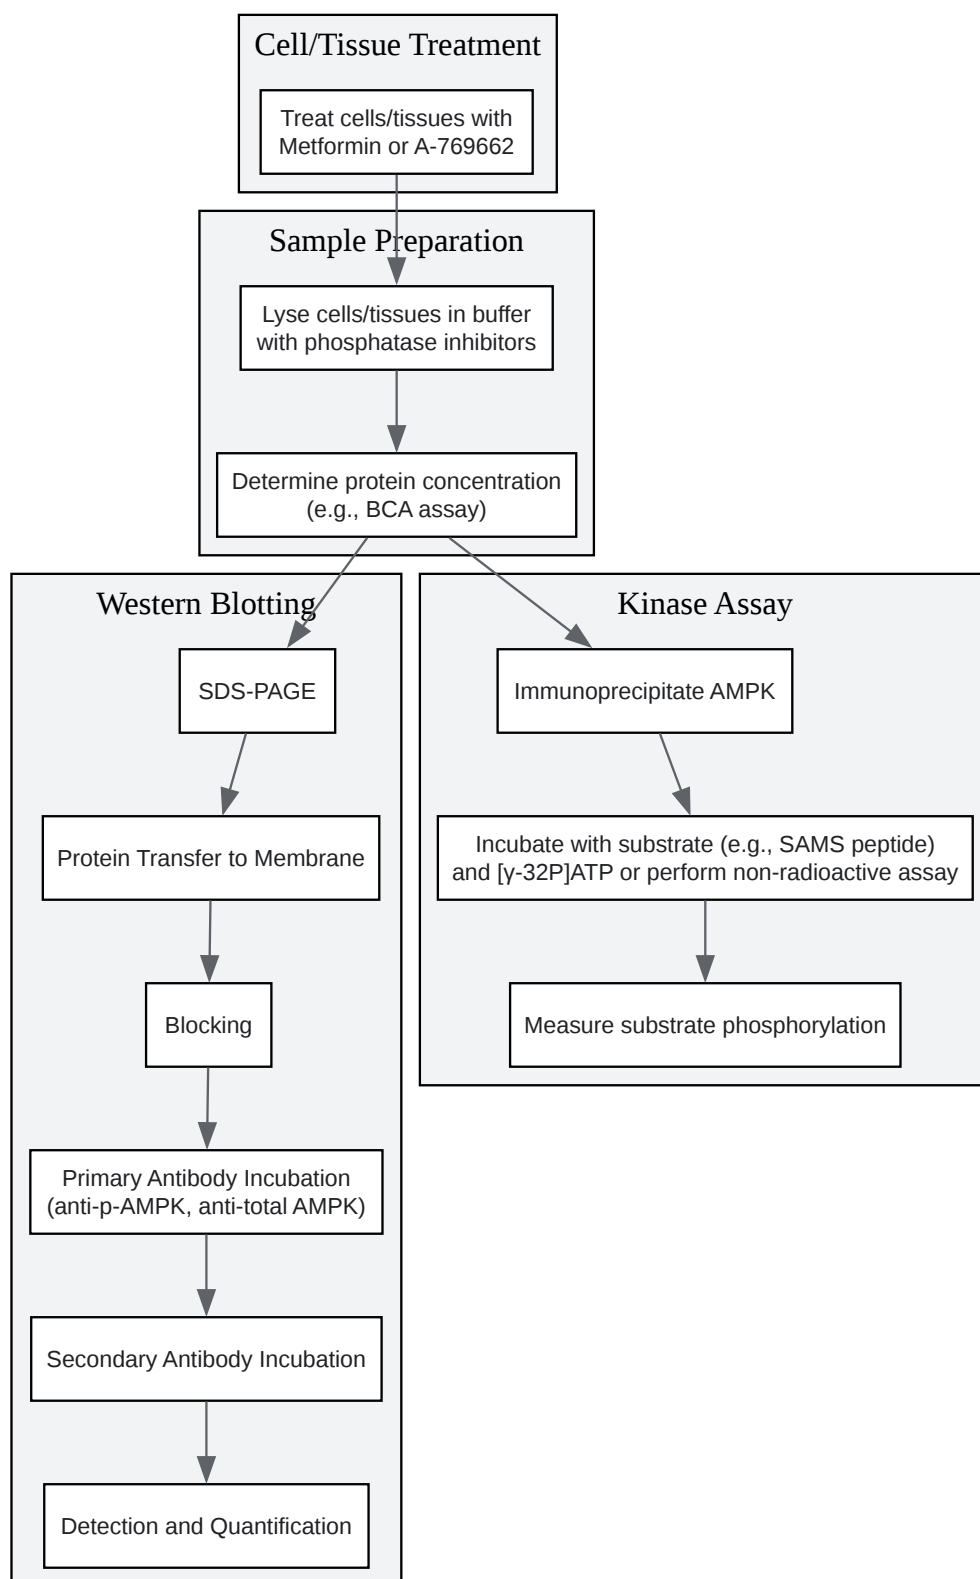 Cell/Tissue Treatment
Treat cells/tissues with
Metformin or A-769662
Sample Preparation
Lyse cells/tissues in buffer
with phosphatase inhibitors
Determine protein concentration
(e.g., BCA assay)
Western Blotting
SDS-PAGE
Protein Transfer to Membrane
Blocking
Primary Antibody Incubation
(anti-p-AMPK, anti-total AMPK)
Secondary Antibody Incubation
Detection and Quantification
Kinase Assay
Immunoprecipitate AMPK
Incubate with substrate (e.g., SAMS peptide)
and [γ-32P]ATP or perform non-radioactive assay
Measure substrate phosphorylation